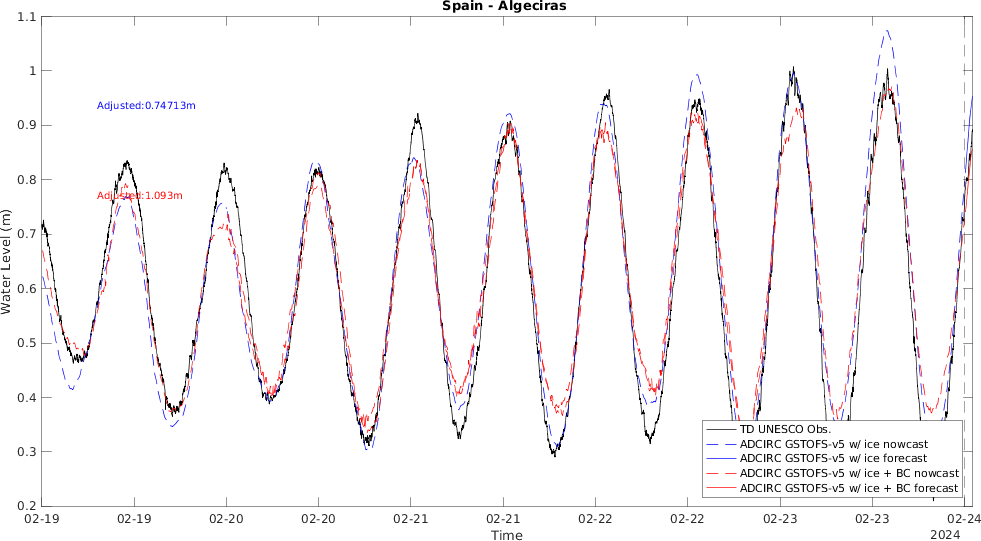 Spain - Algeciras
1.1
1
0.9
0.8
0.7
0.6
0.5
0.4
0.3
0.2
Water Level (m)
Adjusted:0.74713m
Adjusted:1.093m
TD UNESCO Obs.
ADCIRC GSTOFS-v5 w/ ice nowcast
ADCIRC GSTOFS-v5 w/ ice forecast
ADCIRC GSTOFS-v5 w/ ice + BC nowcast
ADCIRC GSTOFS-v5 w/ ice + BC forecast
02-19 02-19 02-20 02-20 02-21 02-21 02-22 02-22 02-23 02-23 02-24
Time
2024